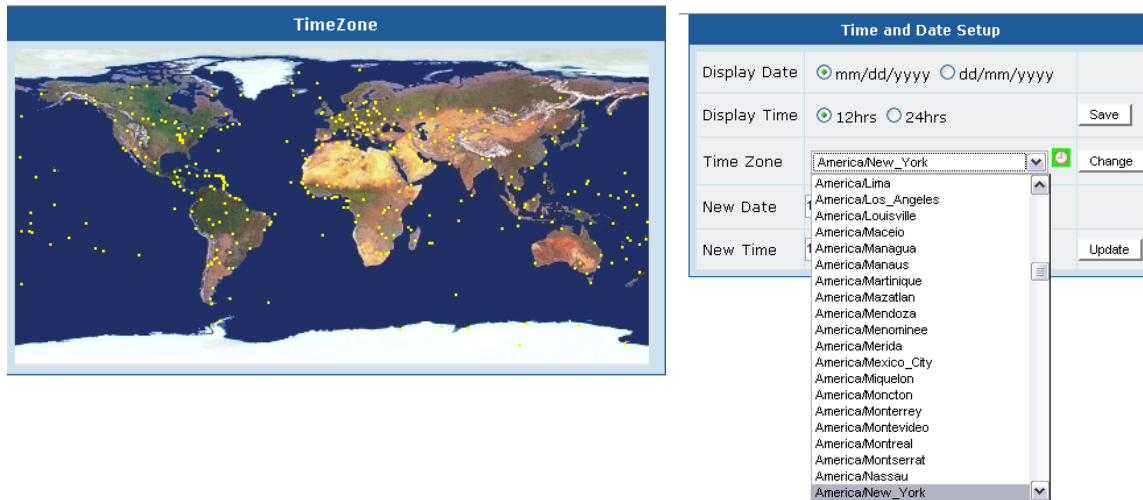 TimeZone
Time and Date Setup
Display Date mm/dd/yyyy dd/mm/yyyy
Display Time 12hrs 24hrs Save
Time Zone America/New_York Change
New Date 1
New Time 1 Update
America/Lima
America/Los_Angeles
America/Louisville
America/Maceio
America/Managua
America/Manaus
America/Martinique
America/Mazatlan
America/Mendoza
America/Menominee
America/Merida
America/Mexico_City
America/Miquelon
America/Moncton
America/Monterrey
America/Montevideo
America/Montreal
America/Montserrat
America/Nassau
America/New_York